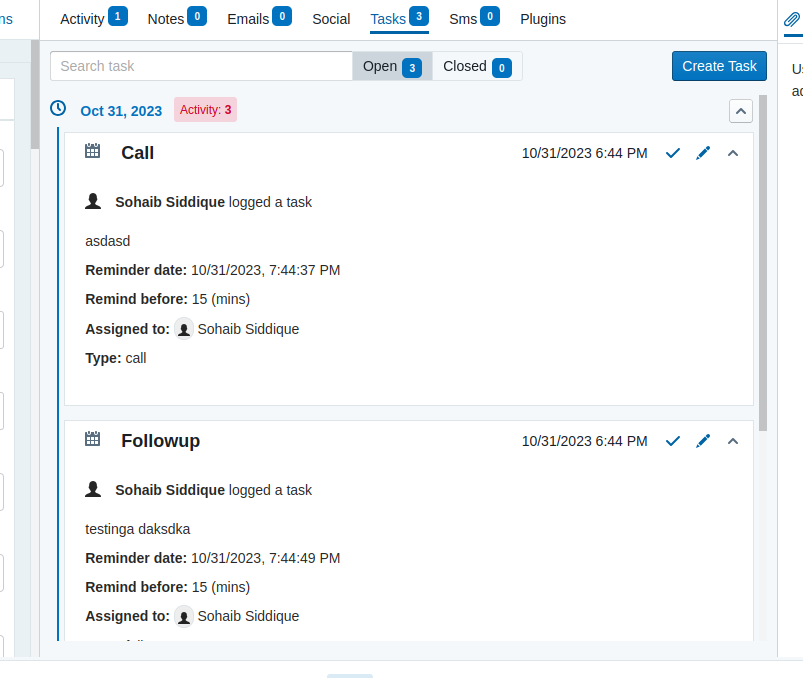 ns
Activity 1 Notes 0 Emails 0 Social Tasks 3 Sms 0 Plugins
Search task Open 3 Closed 0 Create Task
Oct 31, 2023 Activity: 3
Call 10/31/2023 6:44 PM
Sohaib Siddique logged a task
asdasd
Reminder date: 10/31/2023, 7:44:37 PM
Remind before: 15 (mins)
Assigned to: Sohaib Siddique
Type: call
Followup 10/31/2023 6:44 PM
Sohaib Siddique logged a task
testinga daksdka
Reminder date: 10/31/2023, 7:44:49 PM
Remind before: 15 (mins)
Assigned to: Sohaib Siddique